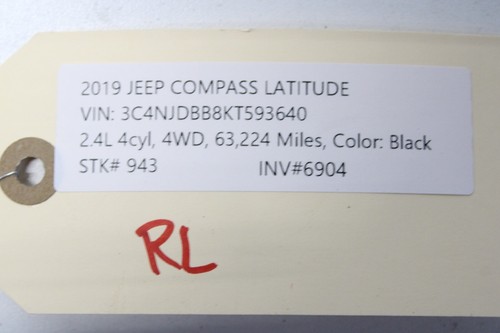 2019 JEEP COMPASS LATITUDE
VIN: 3C4NJDBB8KT593640
2.4L 4cyl, 4WD, 63,224 Miles, Color: Black
STK# 943 INV#6904
RL